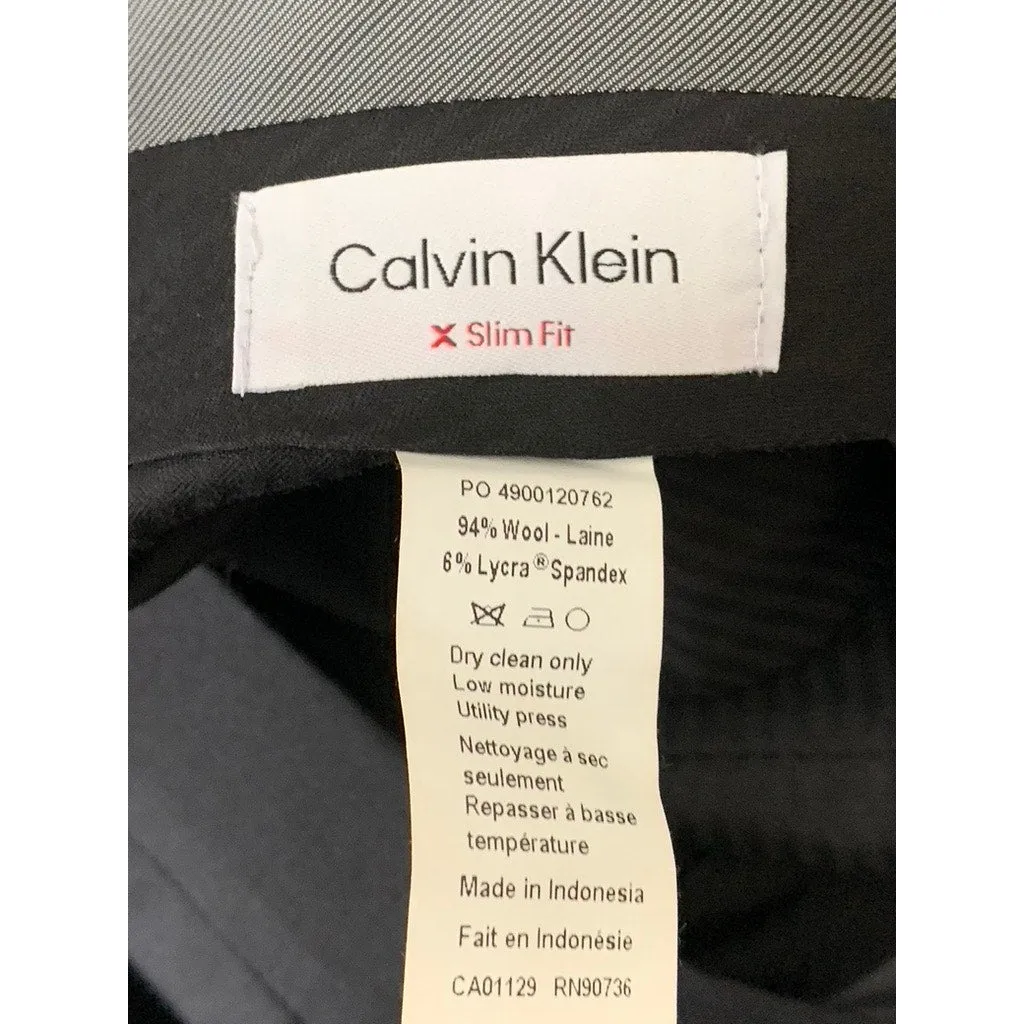 Calvin Klein
X Slim Fit
PO 4900120762
94% Wool - Laine
6% Lycra® Spandex
Dry clean only
Low moisture
Utility press
Nettoyage à sec
seulement
Repasser à basse
température
Made in Indonesia
Fait en Indonésie
CA01129 RN90736